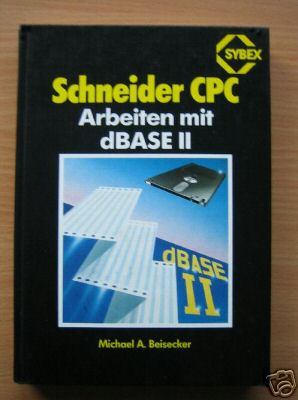 SYBEX
Schneider CPC
Arbeiten mit
dBASE II
dBASE
II
Michael A. Beisecker